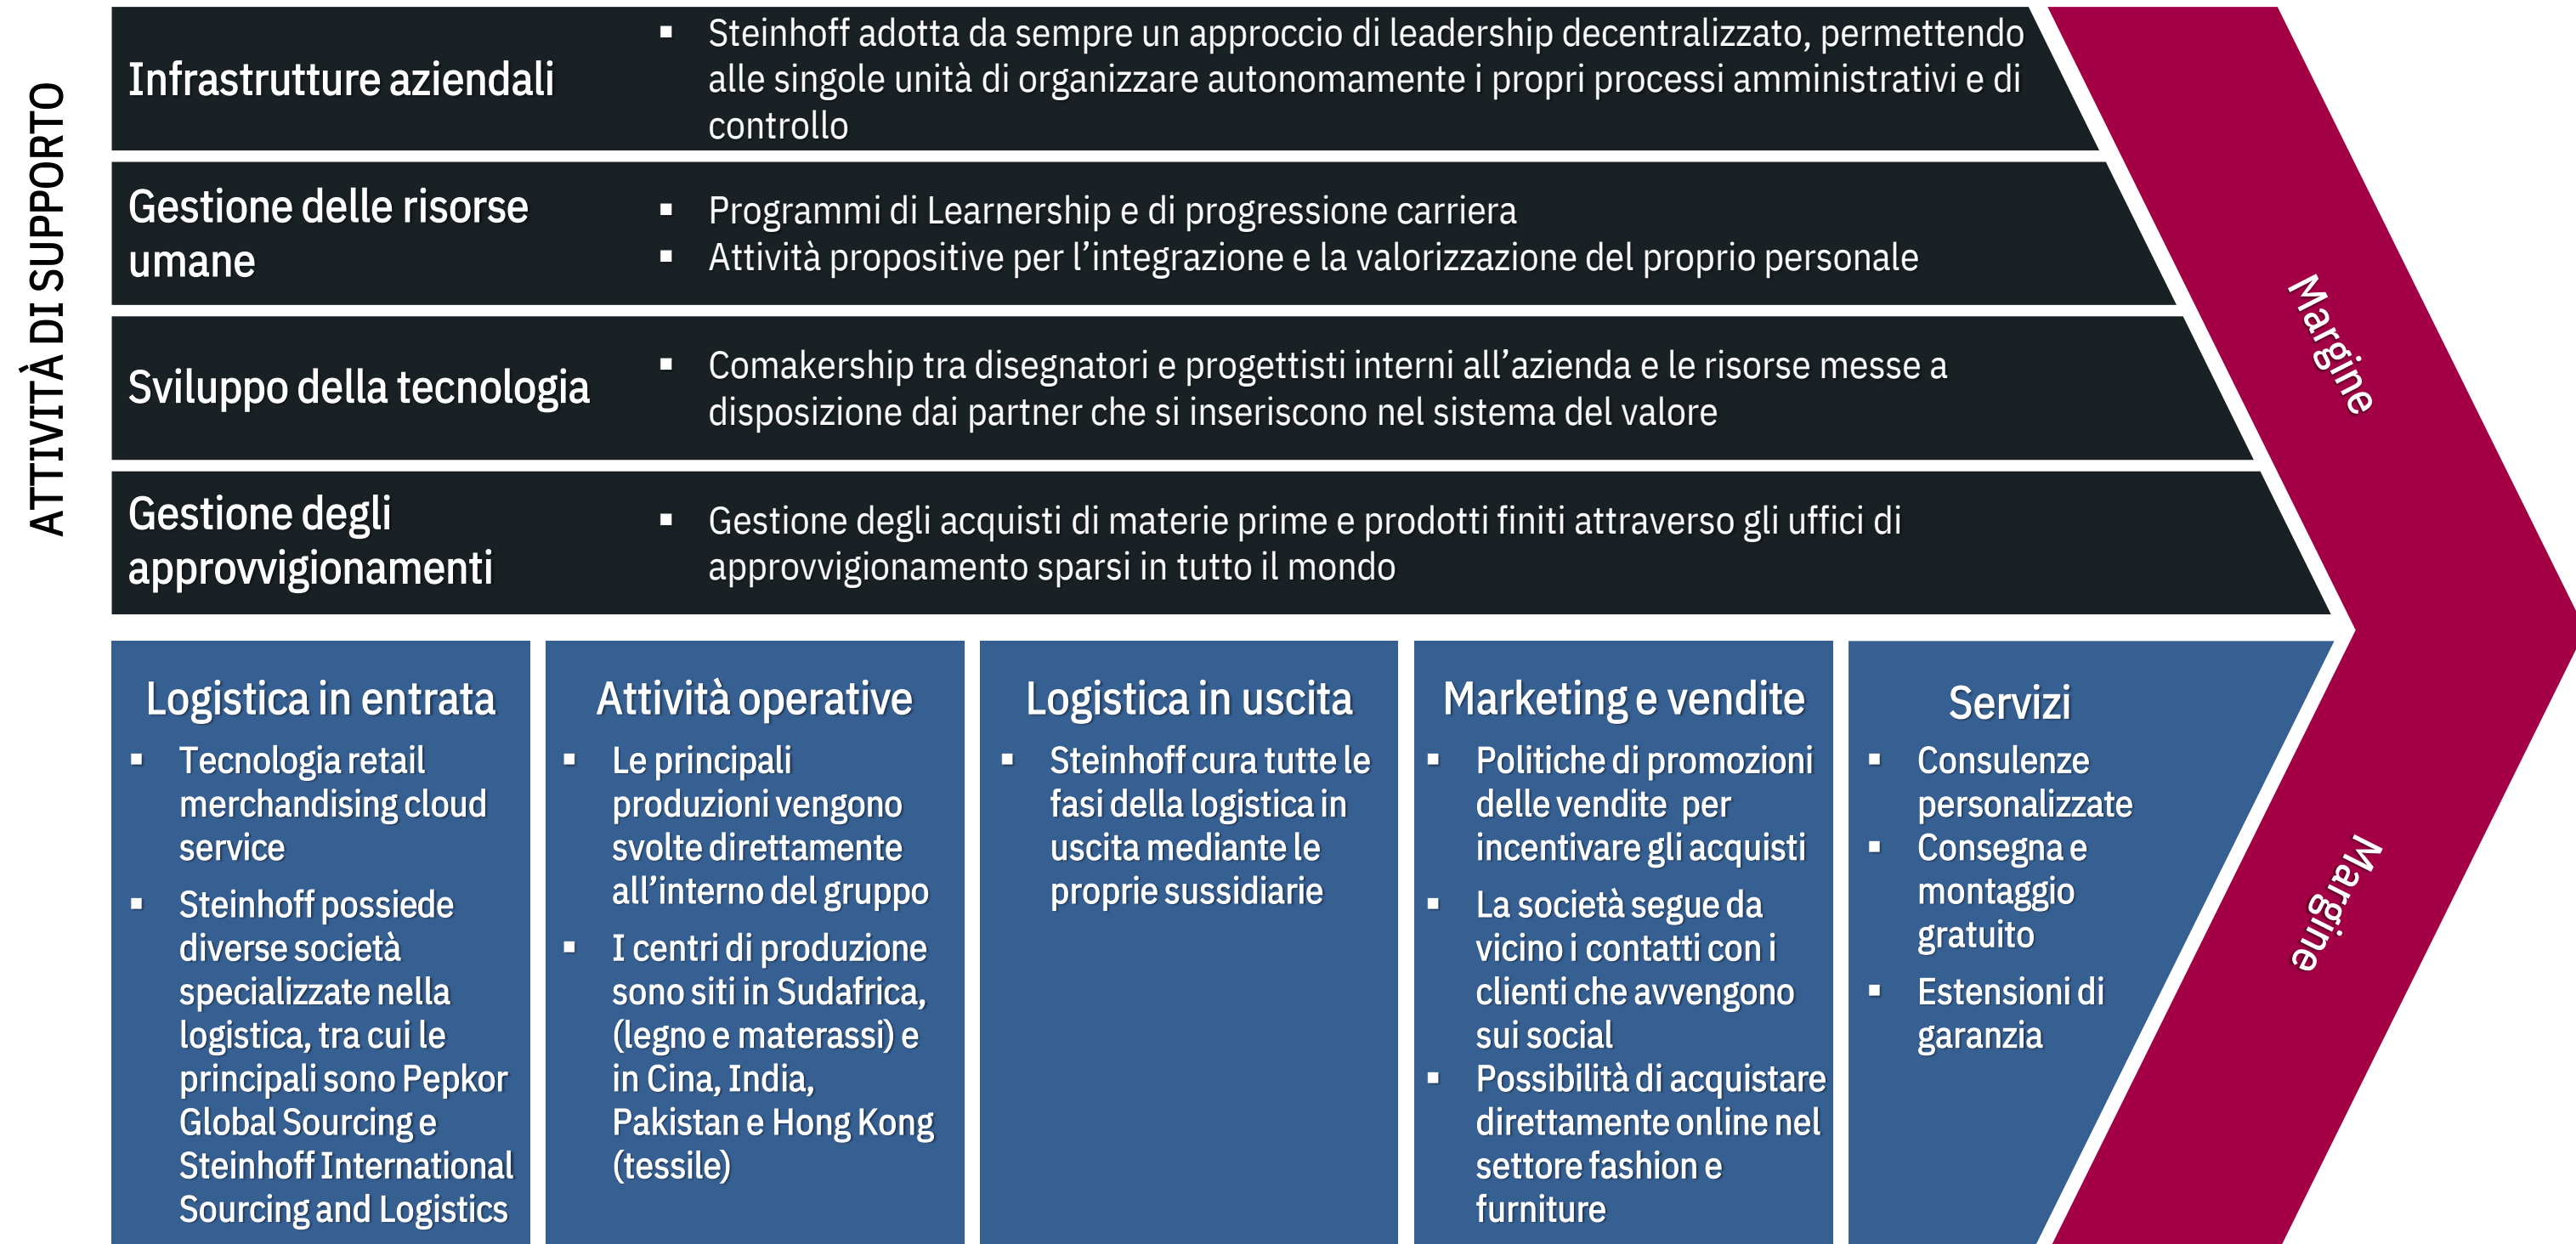 ATTIVITÀ DI SUPPORTO
Infrastrutture aziendali
▪ Steinhoff adotta da sempre un approccio di leadership decentralizzato, permettendo
alle singole unità di organizzare autonomamente i propri processi amministrativi e di
controllo
Gestione delle risorse
umane
▪ Programmi di Learnership e di progressione carriera
▪ Attività propositive per l’integrazione e la valorizzazione del proprio personale
Sviluppo della tecnologia
▪ Comakership tra disegnatori e progettisti interni all’azienda e le risorse messe a
disposizione dai partner che si inseriscono nel sistema del valore
Gestione degli
approvvigionamenti
▪ Gestione degli acquisti di materie prime e prodotti finiti attraverso gli uffici di
approvvigionamento sparsi in tutto il mondo
Margine
Logistica in entrata
▪ Tecnologia retail
merchandising cloud
service
▪ Steinhoff possiede
diverse società
specializzate nella
logistica, tra cui le
principali sono Pepkor
Global Sourcing e
Steinhoff International
Sourcing and Logistics
Attività operative
▪ Le principali
produzioni vengono
svolte direttamente
all’interno del gruppo
▪ I centri di produzione
sono siti in Sudafrica,
(legno e materassi) e
in Cina, India,
Pakistan e Hong Kong
(tessile)
Logistica in uscita
▪ Steinhoff cura tutte le
fasi della logistica in
uscita mediante le
proprie sussidiarie
Marketing e vendite
▪ Politiche di promozioni
delle vendite per
incentivare gli acquisti
▪ La società segue da
vicino i contatti con i
clienti che avvengono
sui social
▪ Possibilità di acquistare
direttamente online nel
settore fashion e
furniture
Servizi
▪ Consulenze
personalizzate
▪ Consegna e
montaggio
gratuito
▪ Estensioni di
garanzia
Margine